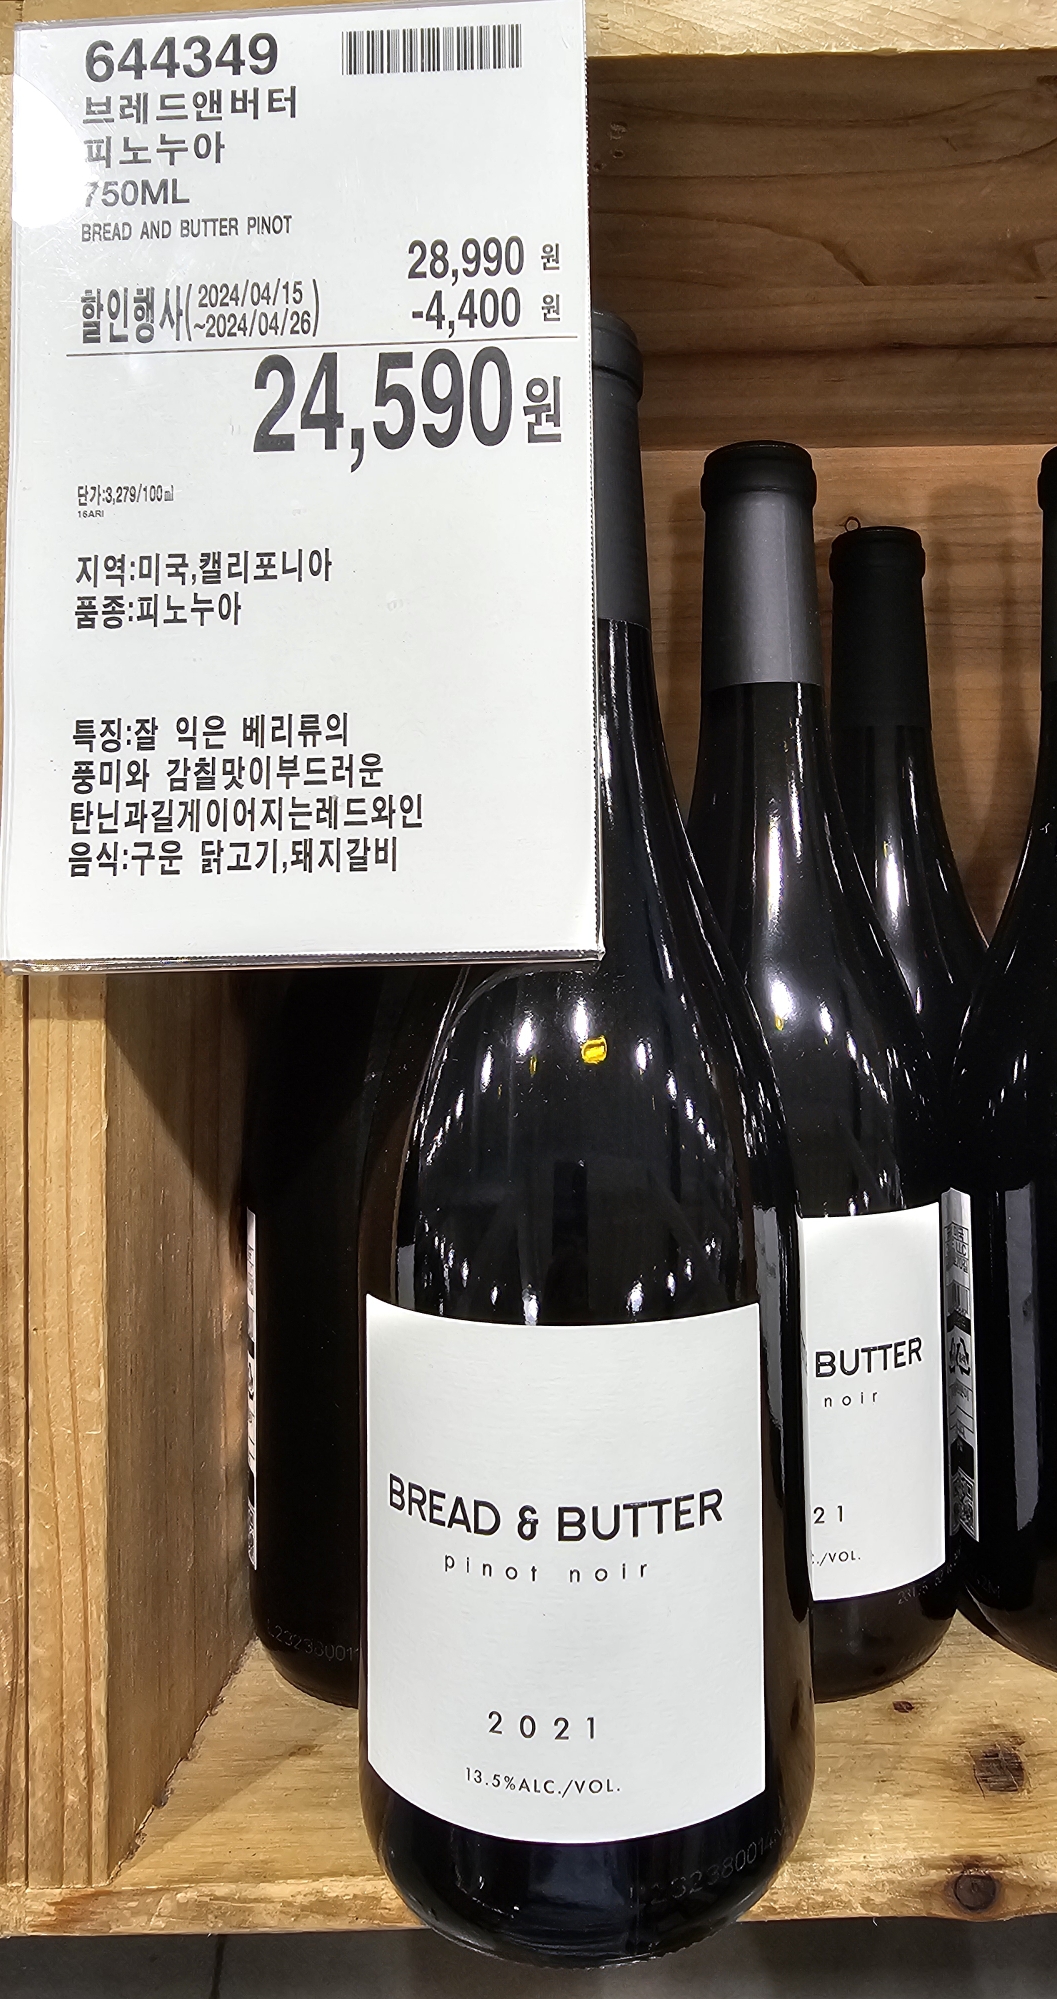 644349
브레드앤버터
피노누아
750ML
BREAD AND BUTTER PINOT
28,990 원
할인행사(2024/04/15 ~2024/04/26) -4,400 원
24,590원
단가:3,279/100㎖
16ARI
지역:미국,캘리포니아
품종:피노누아
특징:잘 익은 베리류의
풍미와 감칠맛이부드러운
탄닌과길게이어지는레드와인
음식:구운 닭고기,돼지갈비
BREAD & BUTTER
pinot noir
2021
13.5%ALC./VOL.
BUTTER
noir
21
./VOL.